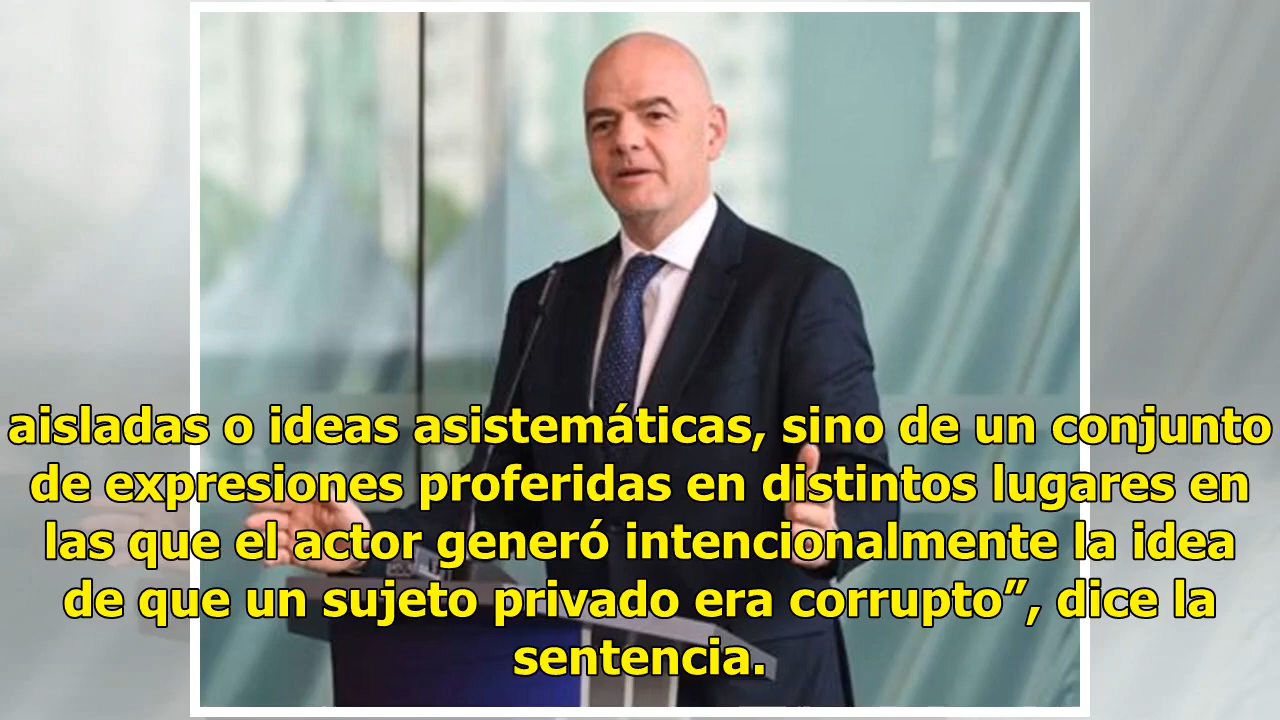 aisladas o ideas asistemáticas, sino de un conjunto
de expresiones proferidas en distintos lugares en
las que el actor generó intencionalmente la idea
de que un sujeto privado era corrupto”, dice la
sentencia.